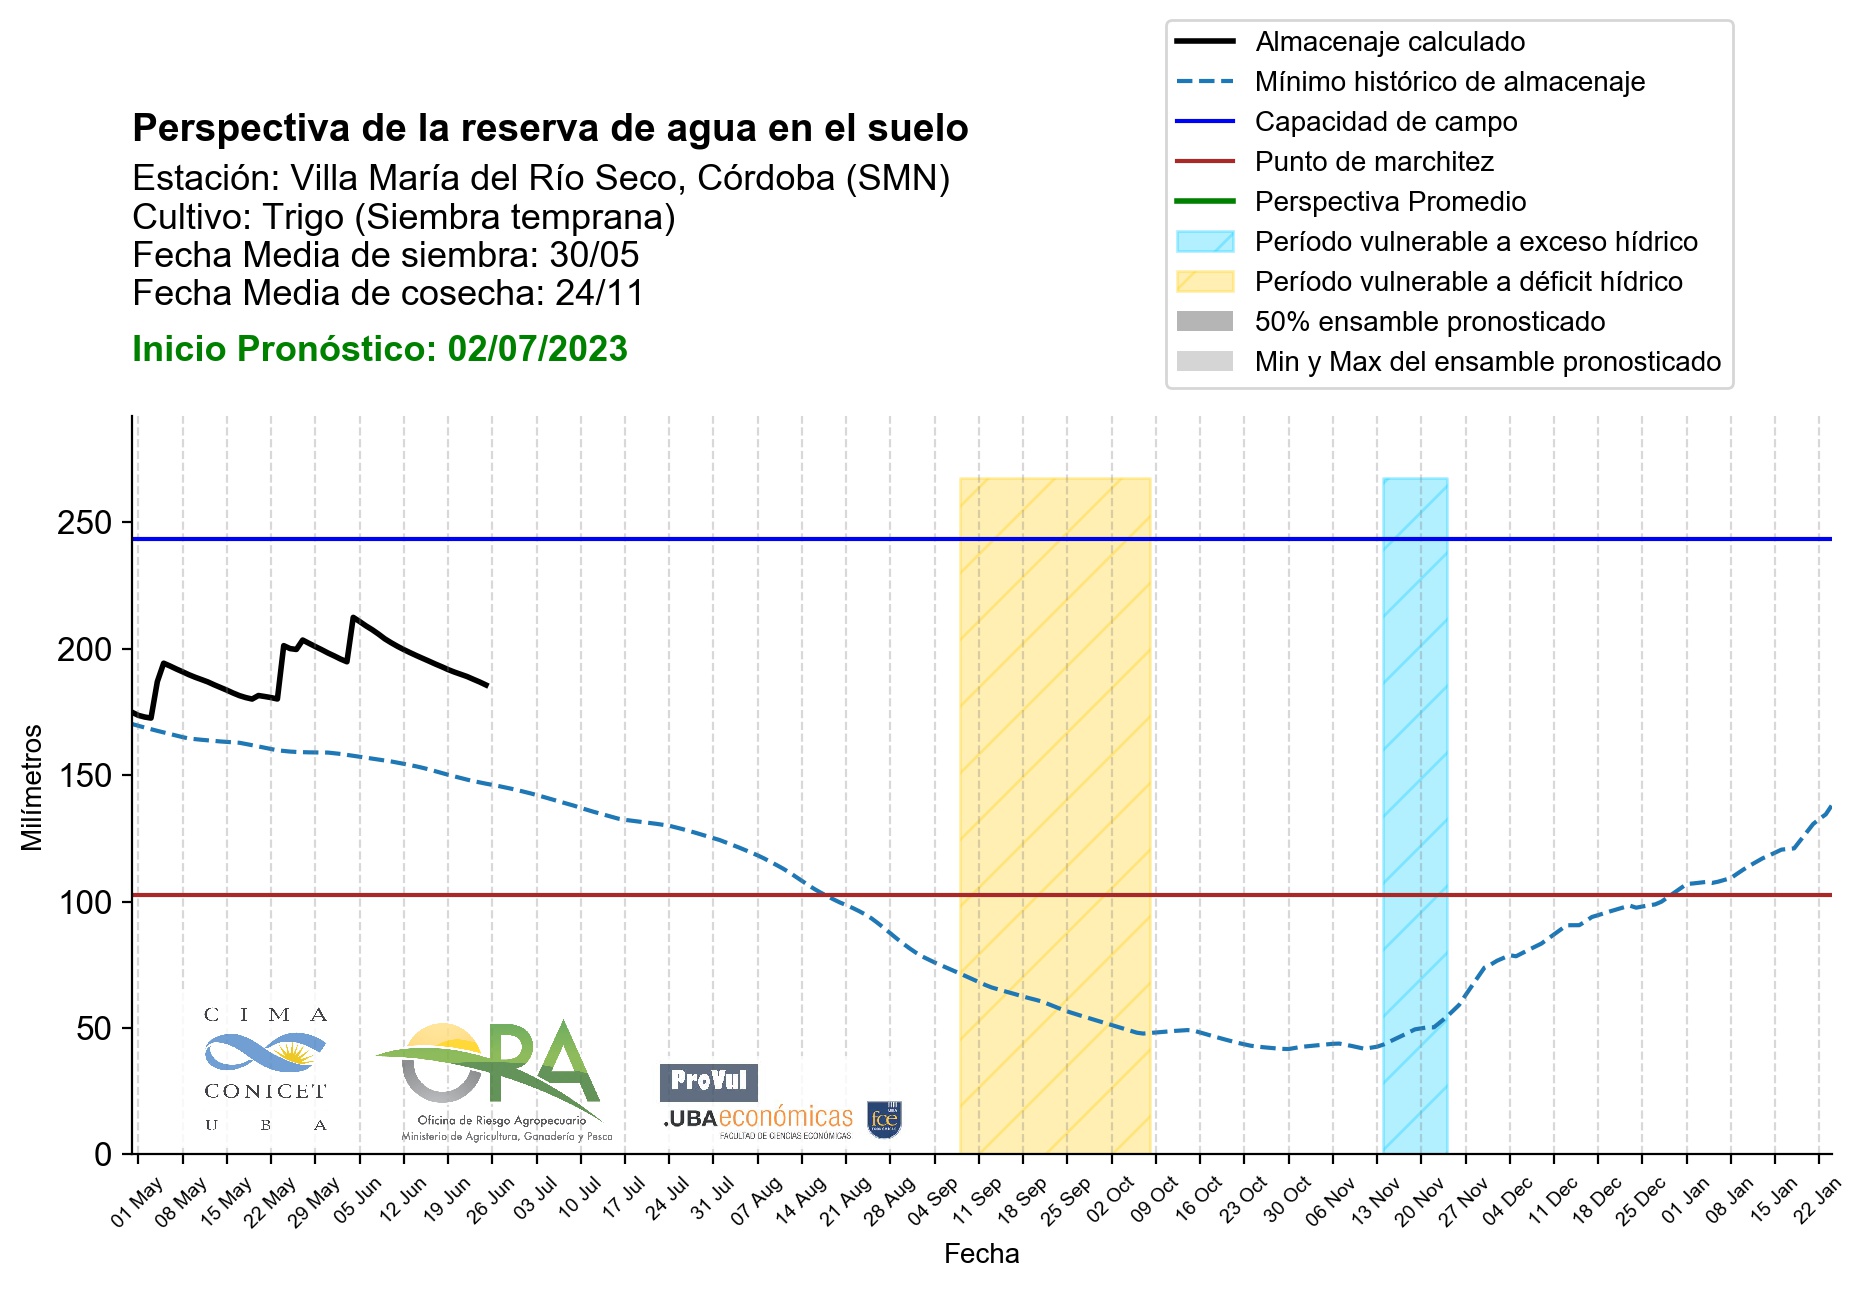 Almacenaje calculado
Mínimo histórico de almacenaje
Capacidad de campo
Punto de marchitez
Perspectiva Promedio
Período vulnerable a exceso hídrico
Período vulnerable a déficit hídrico
50% ensamble pronosticado
Min y Max del ensamble pronosticado
Perspectiva de la reserva de agua en el suelo
Estación: Villa María del Río Seco, Córdoba (SMN)
Cultivo: Trigo (Siembra temprana)
Fecha Media de siembra: 30/05
Fecha Media de cosecha: 24/11
Inicio Pronóstico: 02/07/2023
250
200
150
100
50
0
Milímetros
CIMA
CONICET
UBA
ORA
Oficina de Riesgo Agropecuario
Ministerio de Agricultura, Ganadería y Pesca
ProVul
.UBAeconómicas
FACULTAD DE CIENCIAS ECONÓMICAS
fce
01 May
08 May
15 May
22 May
29 May
05 Jun
12 Jun
19 Jun
26 Jun
03 Jul
10 Jul
17 Jul
24 Jul
31 Jul
07 Aug
14 Aug
21 Aug
28 Aug
04 Sep
11 Sep
18 Sep
25 Sep
02 Oct
09 Oct
16 Oct
23 Oct
30 Oct
06 Nov
13 Nov
20 Nov
27 Nov
04 Dec
11 Dec
18 Dec
25 Dec
01 Jan
08 Jan
15 Jan
22 Jan
Fecha